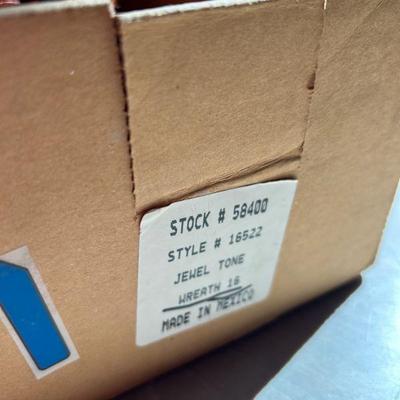 STOCK # 58400
STYLE # 16522
JEWEL TONE
WREATH 16
MADE IN MEXICO